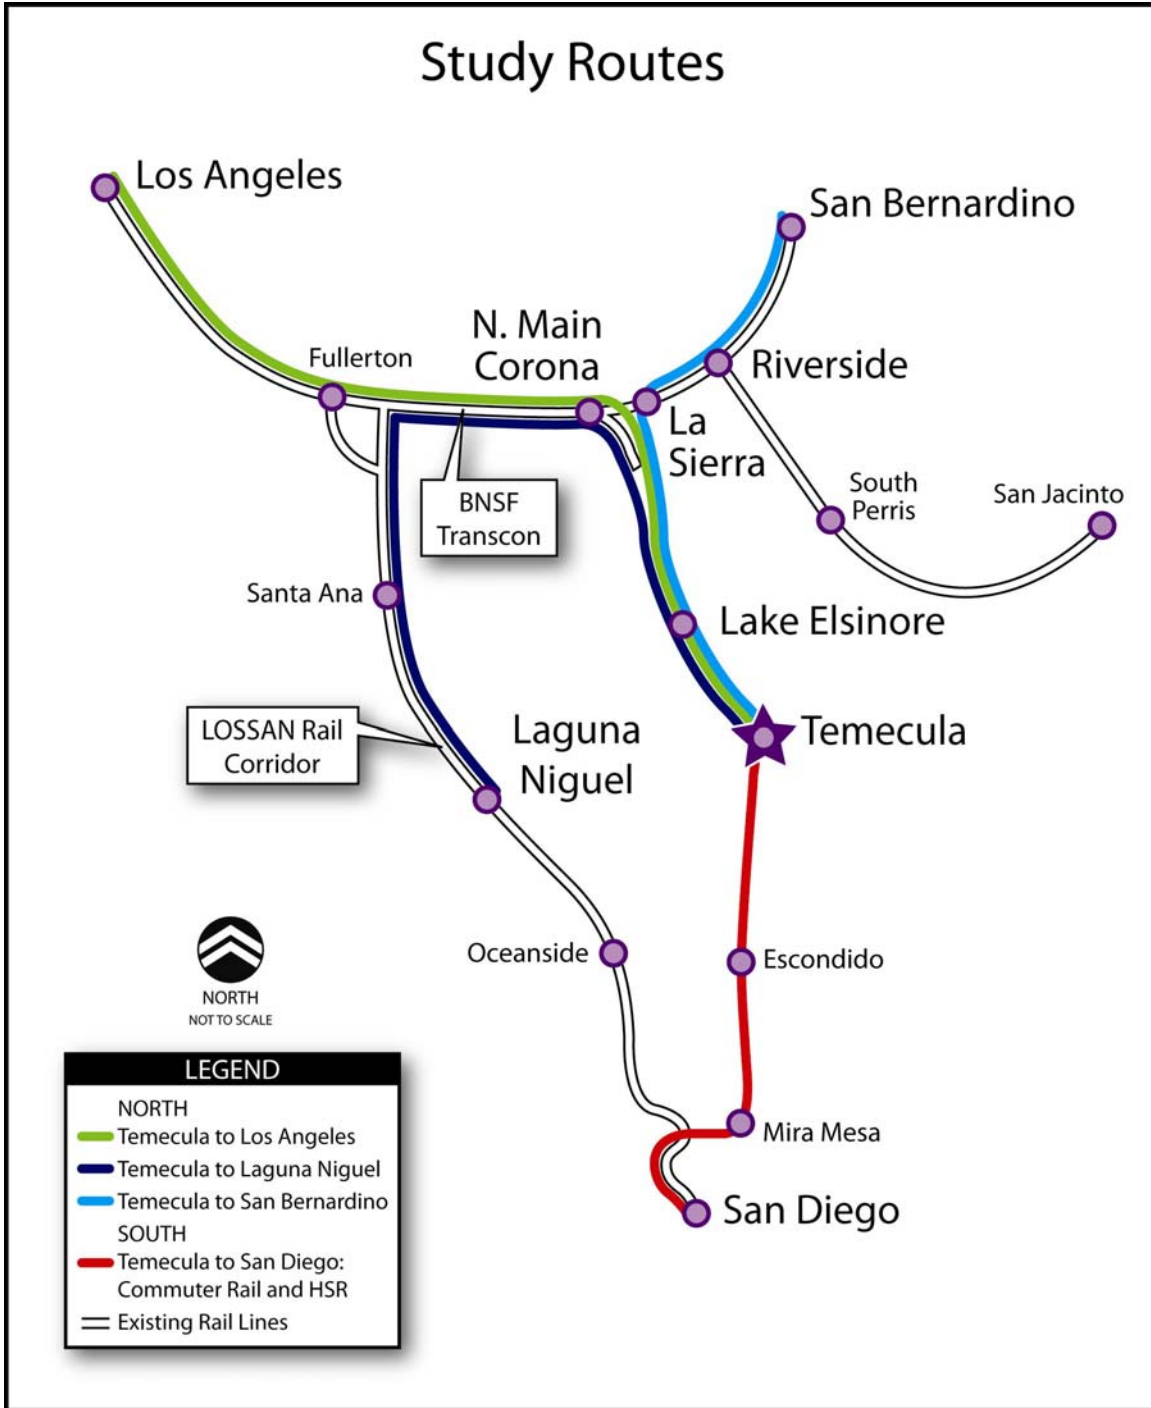 Study Routes
Los Angeles
San Bernardino
N. Main
Corona
Fullerton
Riverside
La
Sierra
BNSF
Transcon
South
Perris
San Jacinto
Santa Ana
Lake Elsinore
LOSSAN Rail
Corridor
Laguna
Niguel
Temecula
Oceanside
Escondido
NORTH
NOT TO SCALE
LEGEND
NORTH
Temecula to Los Angeles
Temecula to Laguna Niguel
Temecula to San Bernardino
SOUTH
Temecula to San Diego:
Commuter Rail and HSR
Existing Rail Lines
Mira Mesa
San Diego